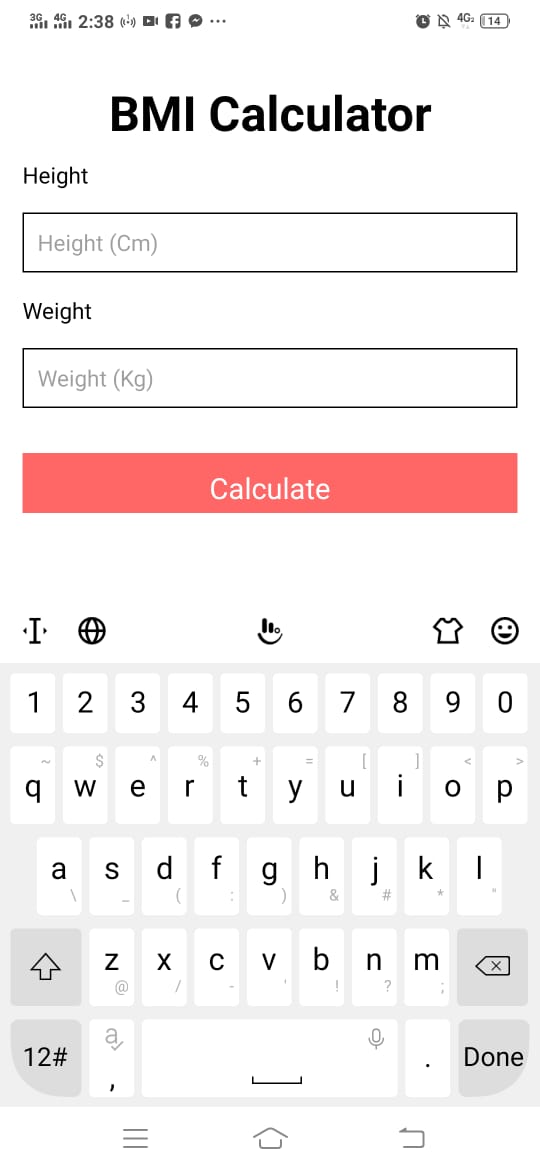 3G 4G 2:38 ... 4G 14
BMI Calculator
Height
Height (Cm)
Weight
Weight (Kg)
Calculate
1 2 3 4 5 6 7 8 9 0
~ $ ^ % + = [ ] < >
q w e r t y u i o p
a s d f g h j k l
\ _ ( : ) & # * "
z x c v b n m
@ / - ' ! ? ;
12# , . Done